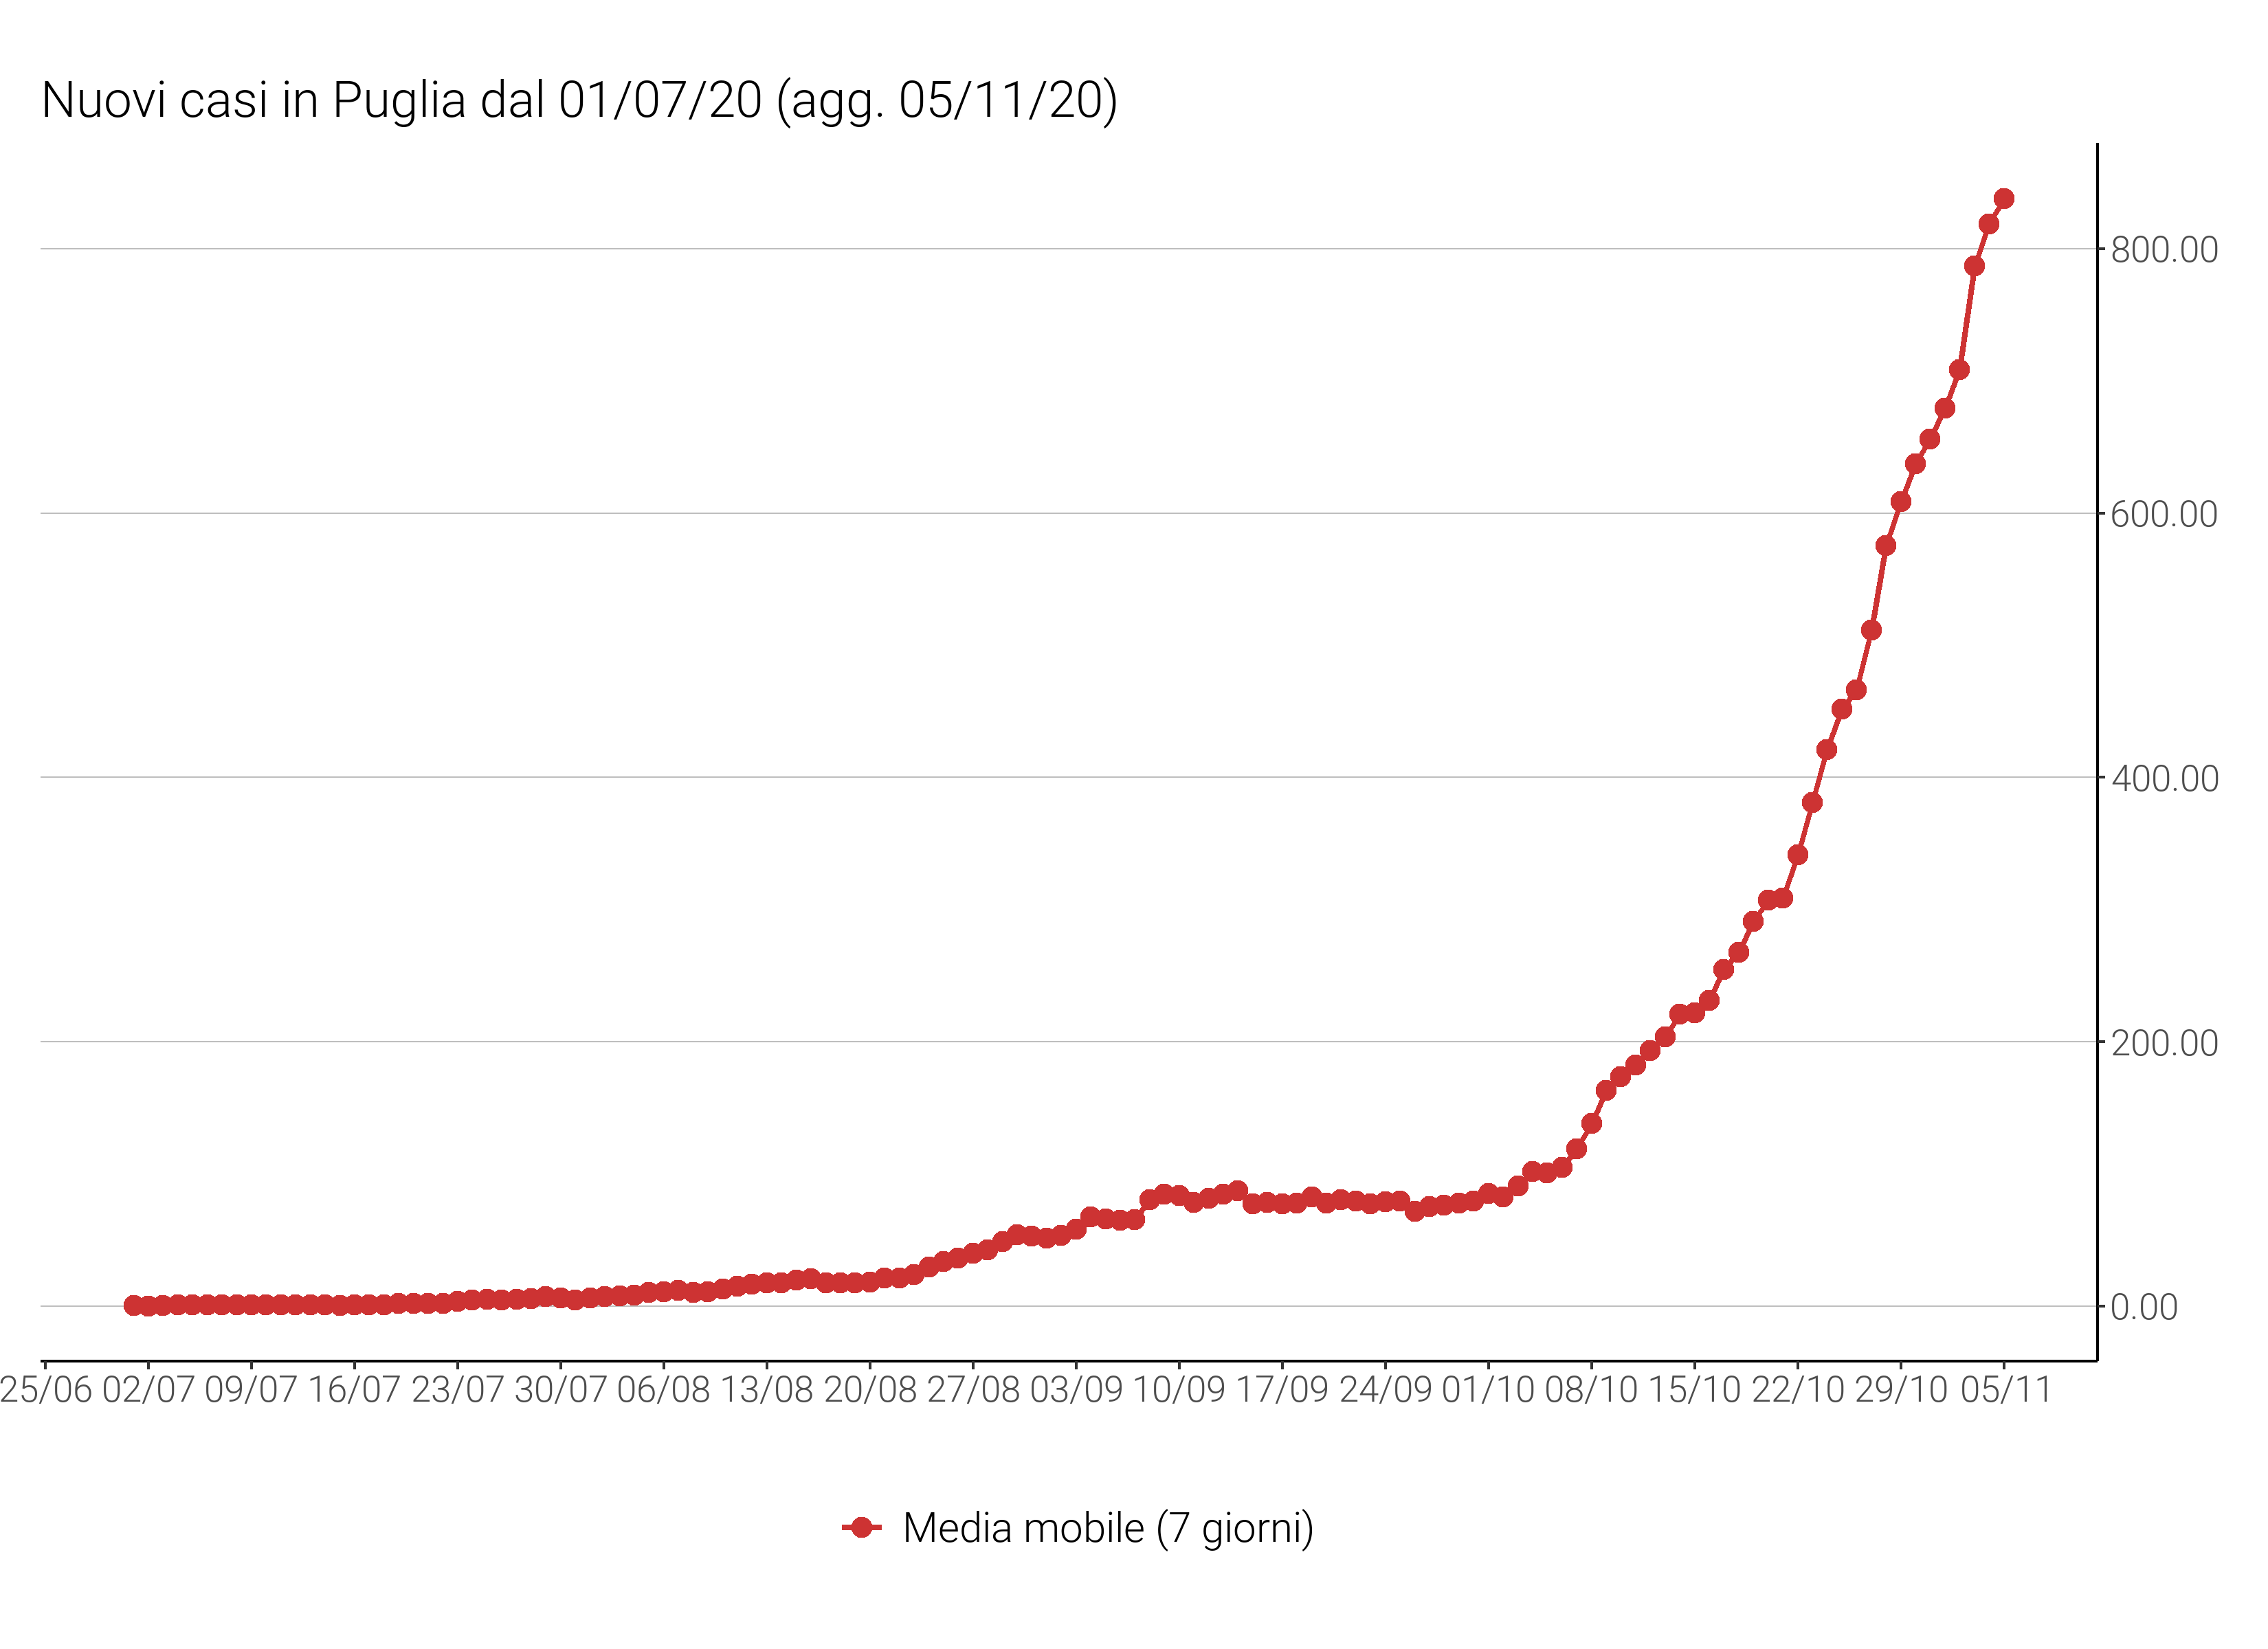 Nuovi casi in Puglia dal 01/07/20 (agg. 05/11/20)
800.00
600.00
400.00
200.00
0.00
25/06 02/07 09/07 16/07 23/07 30/07 06/08 13/08 20/08 27/08 03/09 10/09 17/09 24/09 01/10 08/10 15/10 22/10 29/10 05/11
Media mobile (7 giorni)